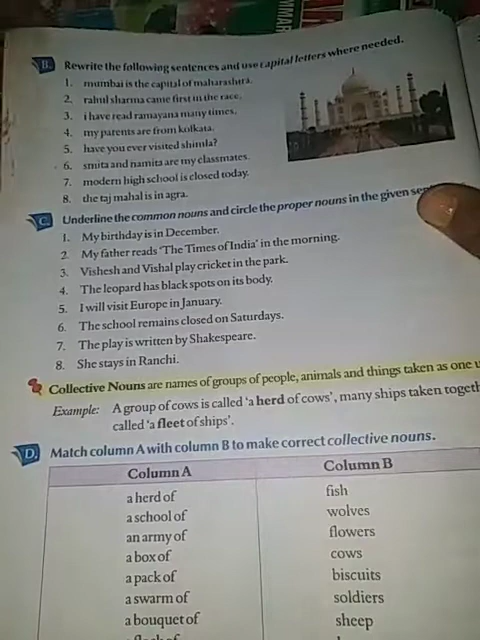 MMAR
B. Rewrite the following sentences and use capital letters where needed.
1. mumbai is the capital of maharashtra.
2. rahul sharma came first in the race.
3. i have read ramayana many times.
4. my parents are from kolkata.
5. have you ever visited shimla?
6. smita and namita are my classmates.
7. modern high school is closed today.
8. the taj mahal is in agra.
C. Underline the common nouns and circle the proper nouns in the given
1. My birthday is in December.
2. My father reads 'The Times of India' in the morning.
3. Vishesh and Vishal play cricket in the park.
4. The leopard has black spots on its body.
5. I will visit Europe in January.
6. The school remains closed on Saturdays.
7. The play is written by Shakespeare.
8. She stays in Ranchi.
Collective Nouns are names of groups of people, animals and things taken as one
Example: A group of cows is called 'a herd of cows', many ships taken
called 'a fleet of ships'.
D. Match column A with column B to make correct collective nouns.
Column A Column B
a herd of fish
a school of wolves
an army of flowers
a box of cows
a pack of biscuits
a swarm of soldiers
a bouquet of sheep